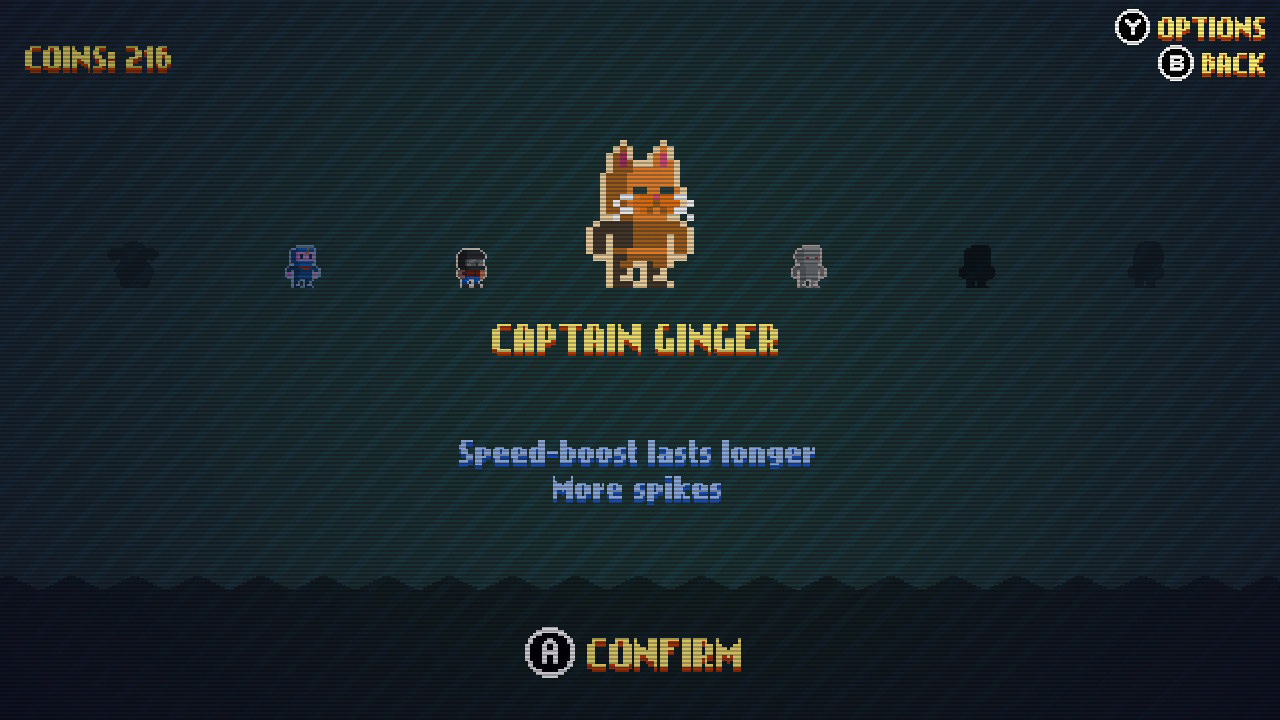 COINS: 216
Y OPTIONS
B BACK
CAPTAIN GINGER
Speed-boost lasts longer
More spikes
A CONFIRM